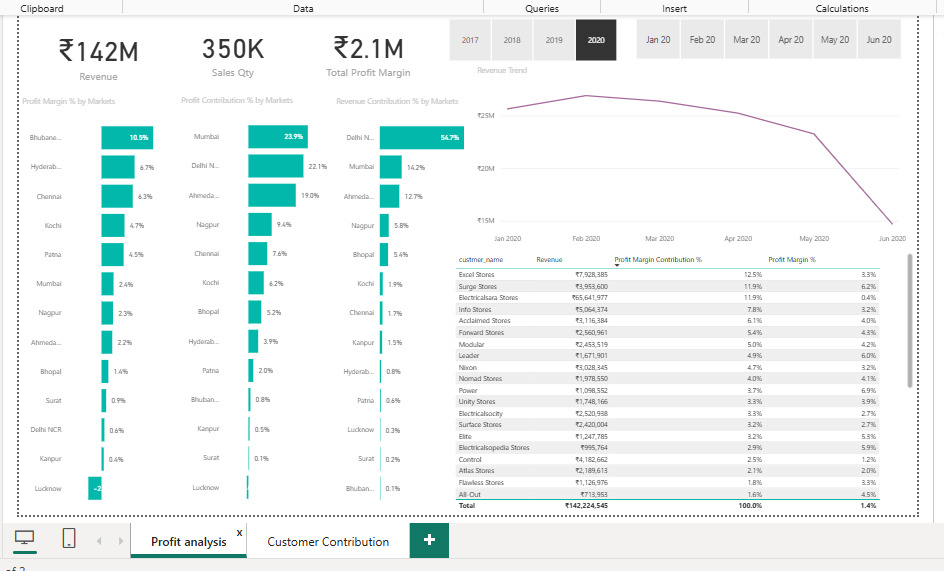 Clipboard Data Queries Insert Calculations
₹142M
Revenue
350K
Sales Qty
₹2.1M
Total Profit Margin
2017 2018 2019 2020
Jan 20 Feb 20 Mar 20 Apr 20 May 20 Jun 20
Profit Margin % by Markets
Bhubane... 10.5%
Hyderab... 6.7%
Chennai 6.3%
Kochi 4.7%
Patna 4.5%
Mumbai 2.4%
Nagpur 2.3%
Ahmeda... 2.2%
Bhopal 1.4%
Surat 0.9%
Delhi NCR 0.6%
Kanpur 0.4%
Lucknow
Profit Contribution % by Markets
Mumbai 23.9%
Delhi N... 22.1%
Ahmeda... 19.0%
Nagpur 9.4%
Chennai 7.6%
Kochi 6.2%
Bhopal 5.2%
Hyderab... 3.9%
Patna 2.0%
Bhuban... 0.8%
Kanpur 0.5%
Surat 0.1%
Lucknow
Revenue Contribution % by Markets
Delhi N... 54.7%
Mumbai 14.2%
Ahmeda... 12.7%
Nagpur 5.8%
Bhopal 5.4%
Kochi 1.9%
Chennai 1.7%
Kanpur 1.5%
Hyderab... 0.8%
Patna 0.6%
Lucknow 0.3%
Surat 0.2%
Bhuban... 0.1%
Revenue Trend
₹25M
₹20M
₹15M
Jan 2020 Feb 2020 Mar 2020 Apr 2020 May 2020 Jun 2020
custmer_name Revenue Profit Margin Contribution % Profit Margin %
Excel Stores ₹7,928,385 12.5% 3.3%
Surge Stores ₹3,953,600 11.9% 6.2%
Electricalsara Stores ₹65,641,977 11.9% 0.4%
Info Stores ₹5,064,374 7.8% 3.2%
Acclaimed Stores ₹3,116,384 6.1% 4.0%
Forward Stores ₹2,560,961 5.4% 4.3%
Modular ₹2,453,519 5.0% 4.2%
Leader ₹1,671,901 4.9% 6.0%
Nixon ₹3,028,345 4.7% 3.2%
Nomad Stores ₹1,978,550 4.0% 4.1%
Power ₹1,098,552 3.7% 6.9%
Unity Stores ₹1,748,166 3.3% 3.9%
Electricalsocity ₹2,520,938 3.3% 2.7%
Surface Stores ₹2,420,004 3.2% 2.7%
Elite ₹1,247,785 3.2% 5.3%
Electricalsopedia Stores ₹995,764 2.9% 5.9%
Control ₹4,182,662 2.5% 1.2%
Atlas Stores ₹2,189,613 2.1% 2.0%
Flawless Stores ₹1,126,976 1.8% 3.3%
All-Out ₹713,953 1.6% 4.5%
Total ₹142,224,545 100.0% 1.4%
Profit analysis x Customer Contribution +